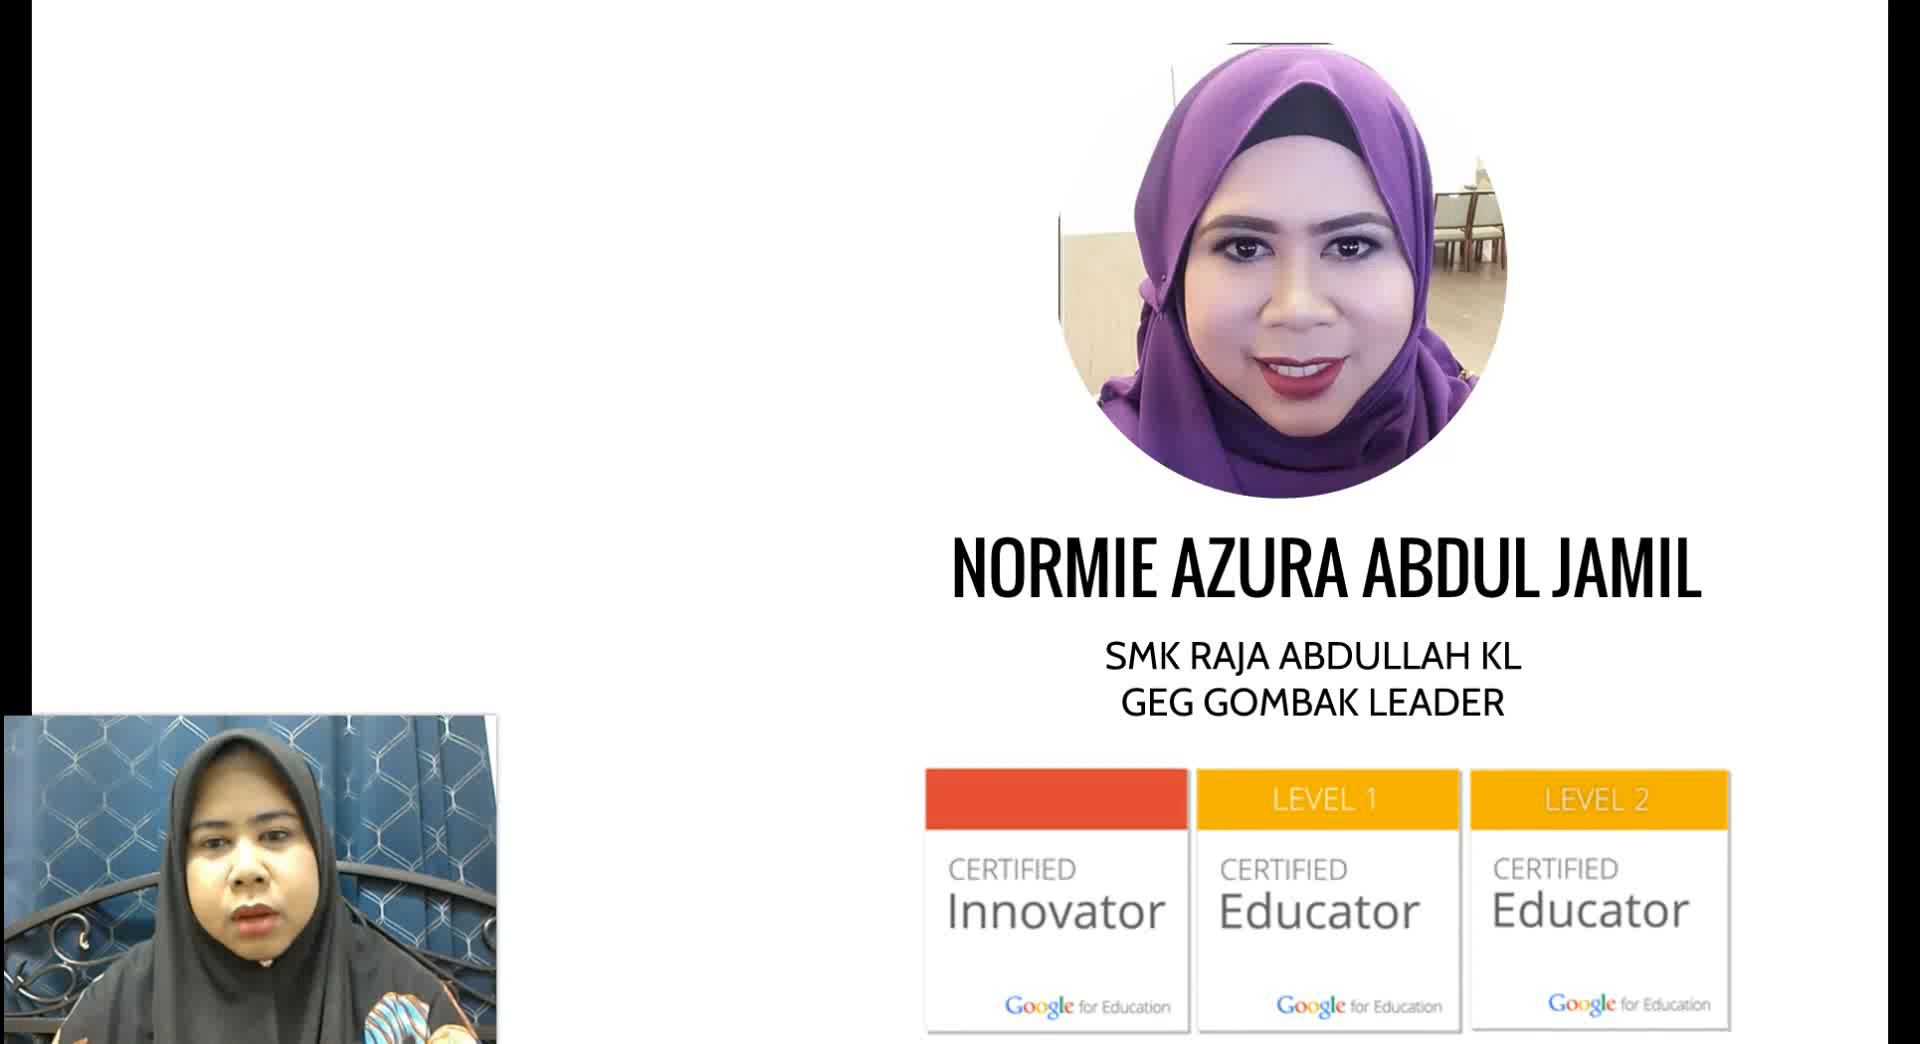 NORMIE AZURA ABDUL JAMIL
SMK RAJA ABDULLAH KL
GEG GOMBAK LEADER
CERTIFIED
Innovator
Google for Education
LEVEL 1
CERTIFIED
Educator
Google for Education
LEVEL 2
CERTIFIED
Educator
Google for Education